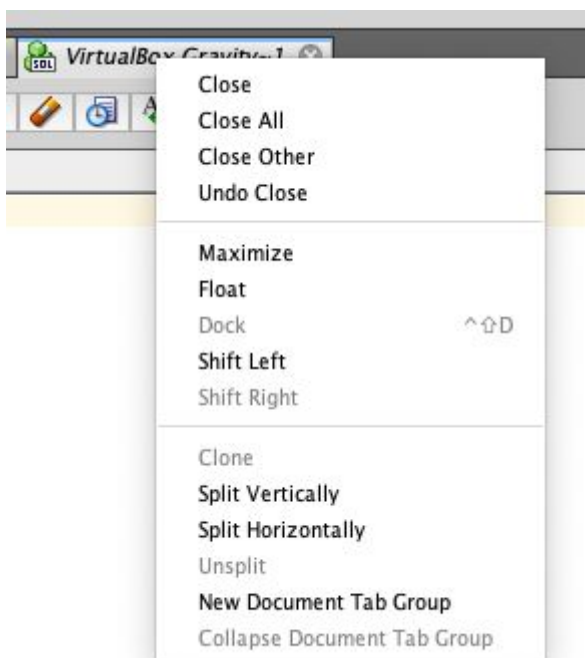 SQL
VirtualBox Gravity~1
Close
Close All
Close Other
Undo Close
Maximize
Float
Dock ^⇧D
Shift Left
Shift Right
Clone
Split Vertically
Split Horizontally
Unsplit
New Document Tab Group
Collapse Document Tab Group